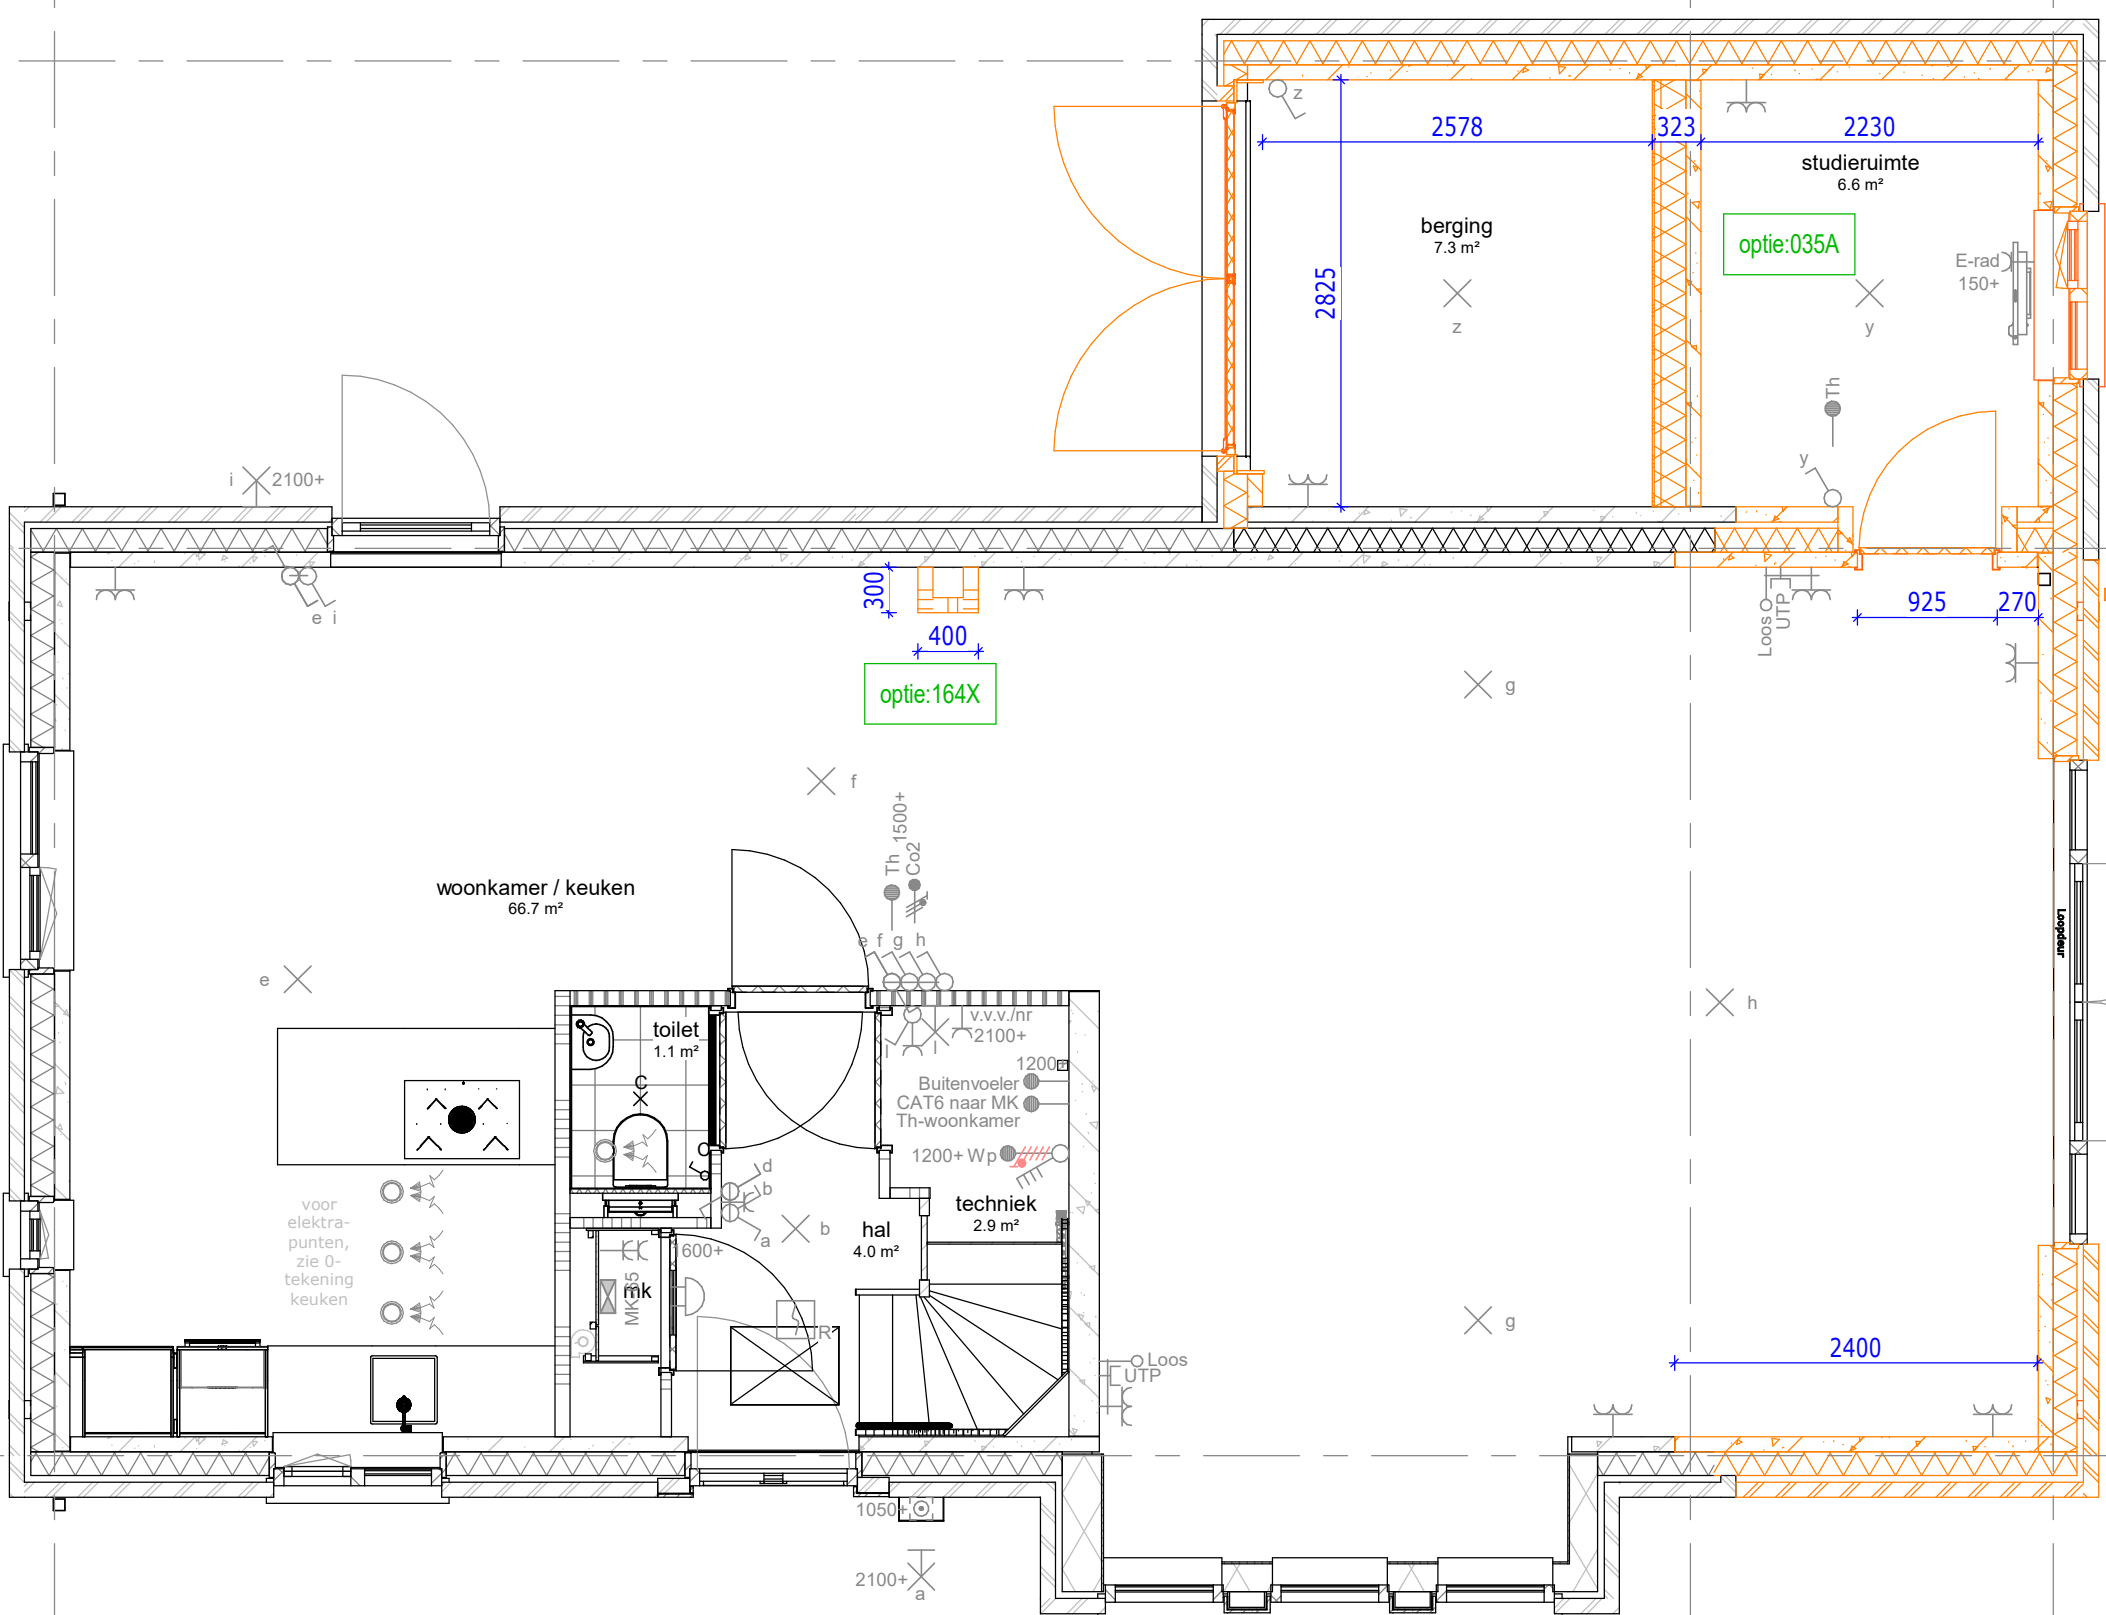 z
2578
323
2230
studieruimte
6.6 m²
berging
7.3 m²
optie:035A
E-rad
150+
2825
z
y
Th
y
i
2100+
e i
300
400
optie:164X
Loos
UTP
925
270
g
f
1500+
Th
Co2
woonkamer / keuken
66.7 m²
e f g h
Loopdeur
e
h
toilet
1.1 m²
v.v.v./nr
2100+
1200+
C
Buitenvoeler
CAT6 naar MK
Th-woonkamer
1200+ Wp
d
b
a
b
hal
4.0 m²
techniek
2.9 m²
voor
elektra-
punten,
zie 0-
tekening
keuken
1600+
mk
R
g
Loos
UTP
2400
1050+
2100+
a